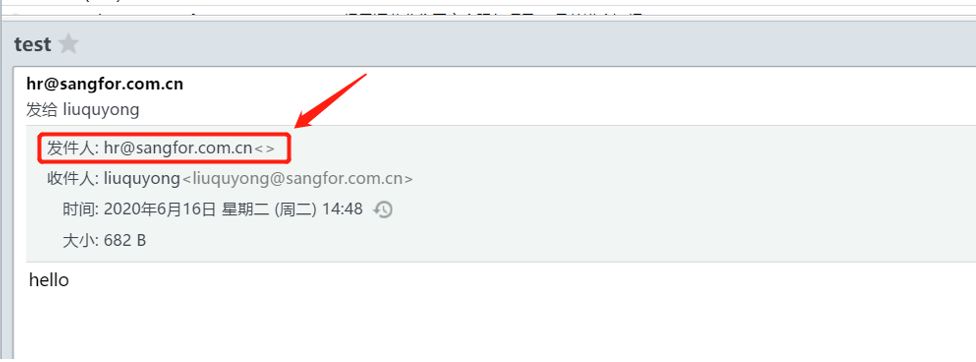 test
hr@sangfor.com.cn
发给 liuquyong
发件人: hr@sangfor.com.cn<>
收件人: liuquyong<liuquyong@sangfor.com.cn>
时间: 2020年6月16日 星期二 (周二) 14:48
大小: 682 B
hello